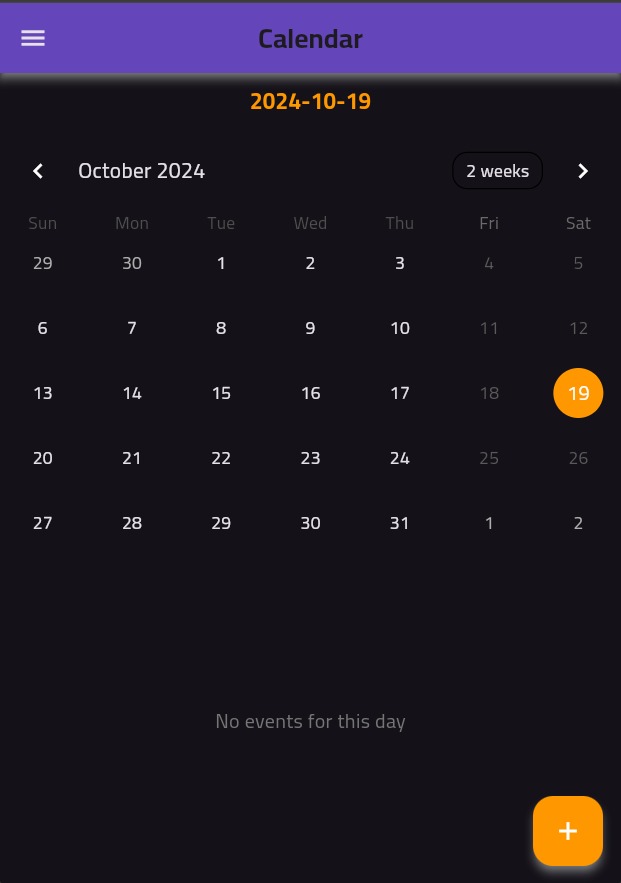 Calendar
2024-10-19
October 2024 2 weeks
Sun Mon Tue Wed Thu Fri Sat
29 30 1 2 3 4 5
6 7 8 9 10 11 12
13 14 15 16 17 18 19
20 21 22 23 24 25 26
27 28 29 30 31 1 2
No events for this day
+